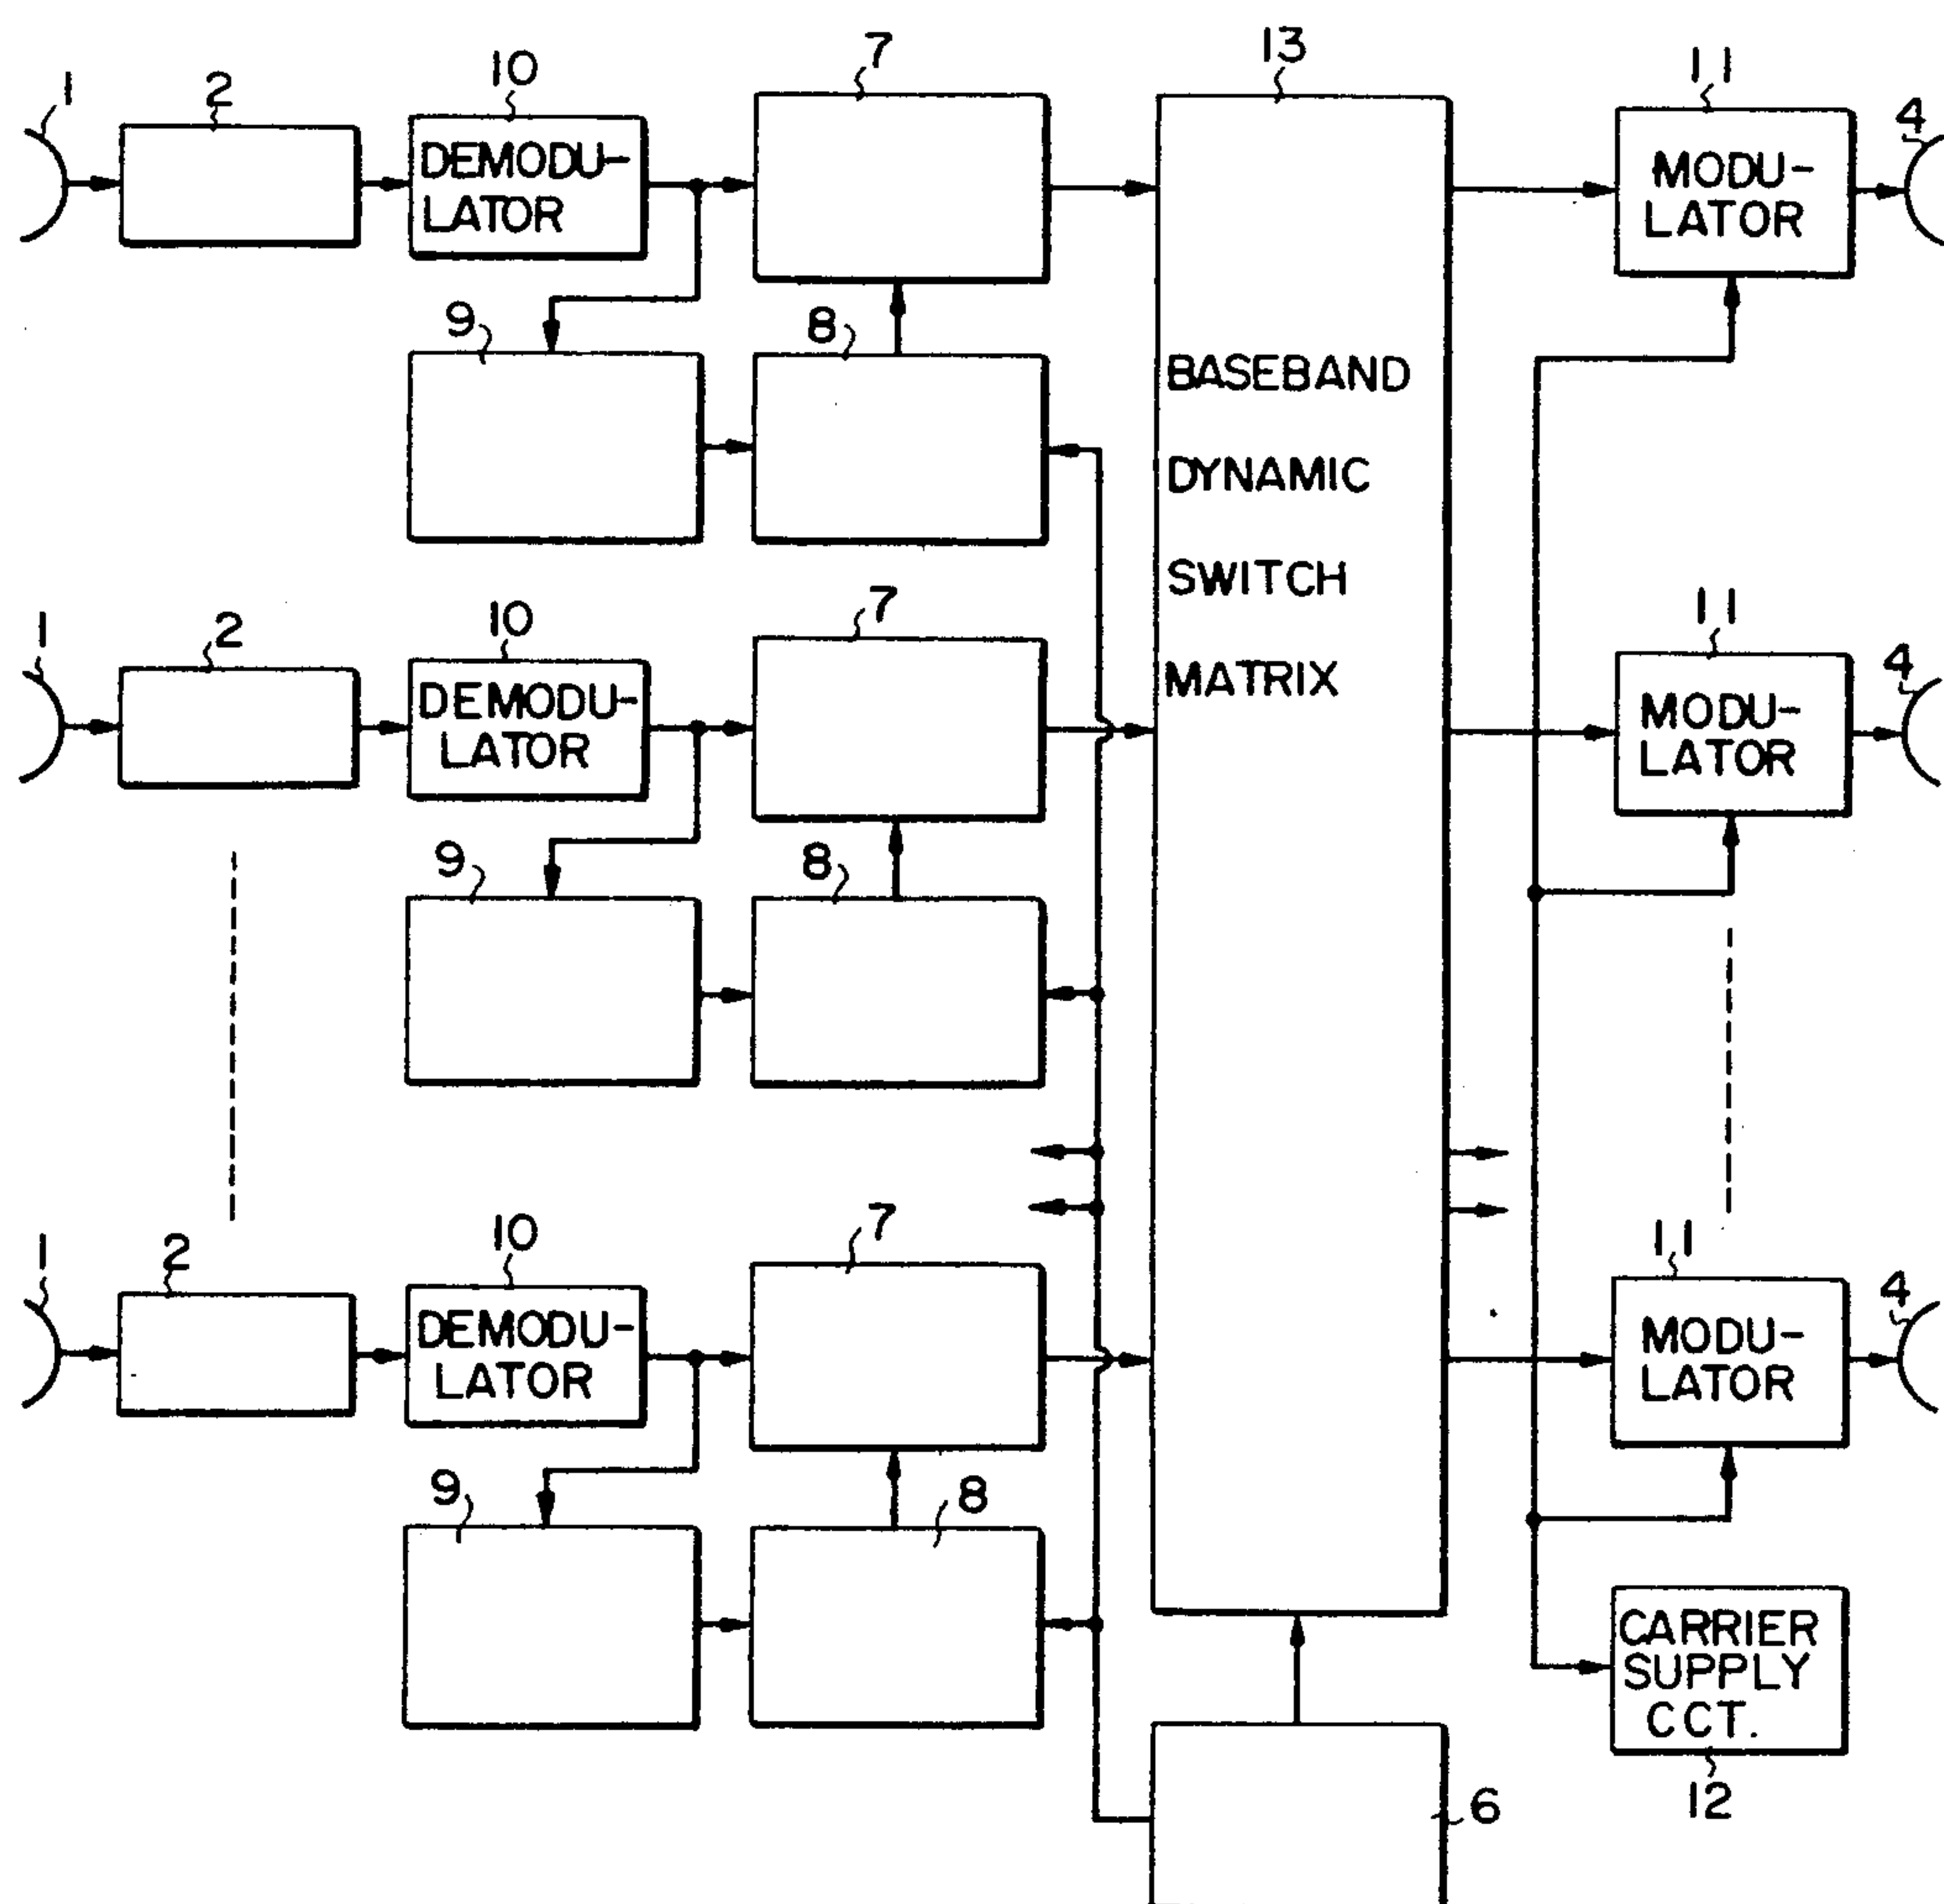 1
2
10
DEMODU-
LATOR
7
13
11
MODU-
LATOR
4
9
8
BASEBAND
DYNAMIC
SWITCH
MATRIX
1
2
10
DEMODU-
LATOR
7
11
MODU-
LATOR
4
9
8
1
2
10
DEMODU-
LATOR
7
11
MODU-
LATOR
4
9
8
CARRIER
SUPPLY
CCT.
12
6